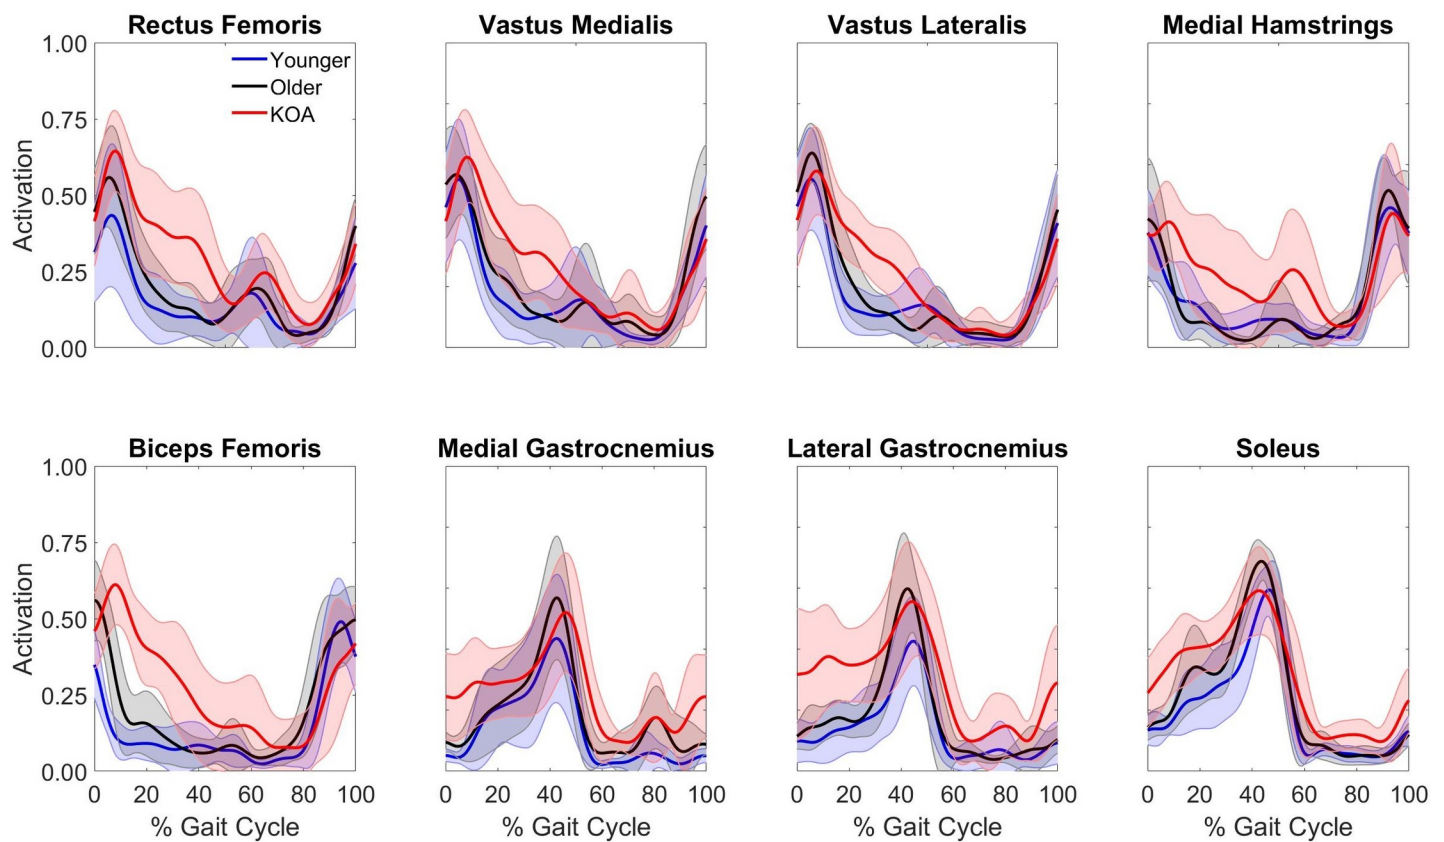 Rectus Femoris Vastus Medialis Vastus Lateralis Medial Hamstrings
1.00
Younger
Older
KOA
0.75
0.50
0.25
0.00
Activation
Biceps Femoris Medial Gastrocnemius Lateral Gastrocnemius Soleus
1.00
0.75
0.50
0.25
0.00
Activation
0 20 40 60 80 100 0 20 40 60 80 100 0 20 40 60 80 100 0 20 40 60 80 100
% Gait Cycle % Gait Cycle % Gait Cycle % Gait Cycle